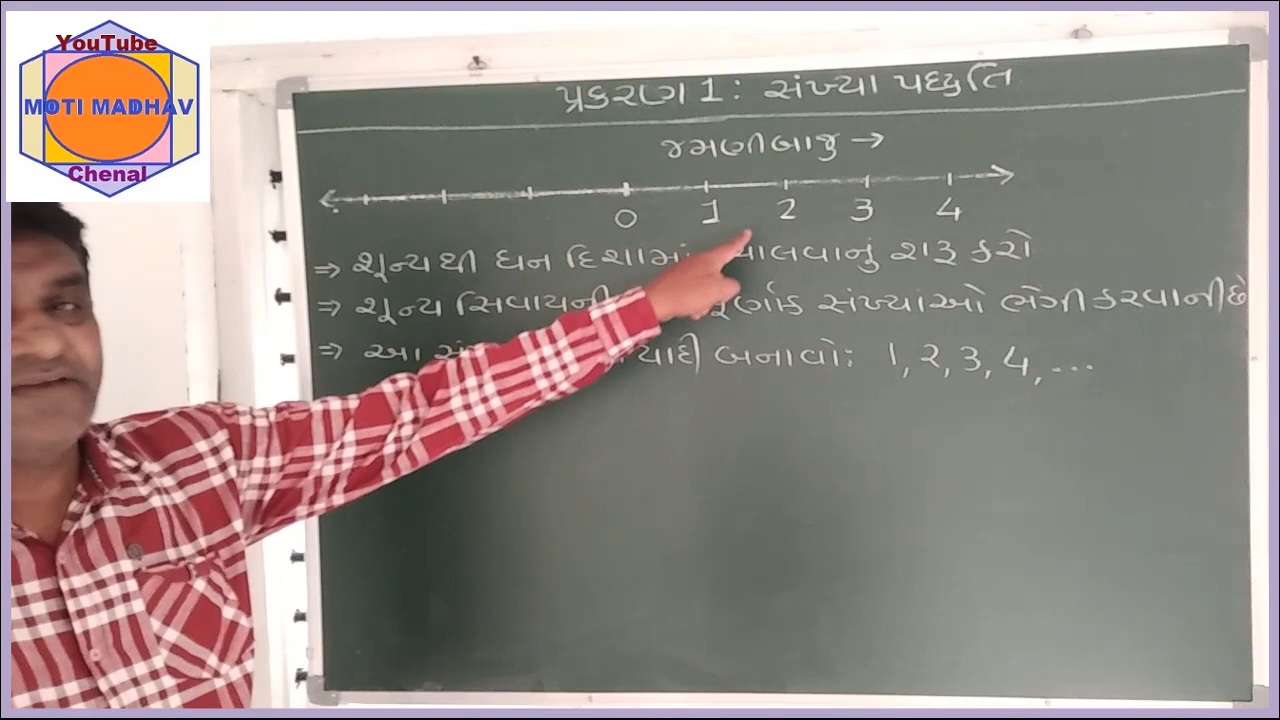 YouTube
MOTI MADHAV
Chenal
પ્રકરણ 1 : સંખ્યા પદ્ધતિ
જમણીબાજુ →
0 1 2 3 4
⇒ શૂન્યથી ધન દિશામાં ચાલવાનું શરૂ કરો
⇒ શૂન્ય સિવાયની પૂર્ણાંક સંખ્યાંઓ ભેગી કરવાની છે
⇒ આ યાદી બનાવો: 1, ર, 3, 4, ...